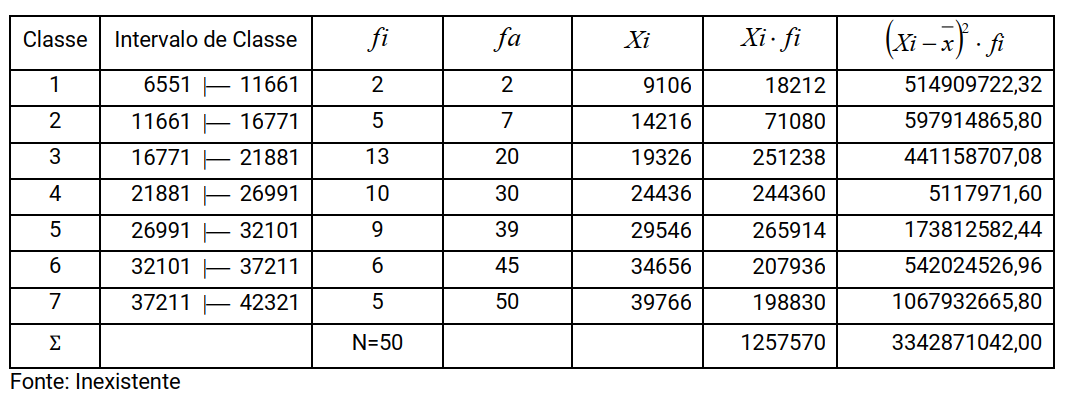 Classe Intervalo de Classe fi fa Xi Xi · fi (Xi – x̅)² · fi
1 6551 |— 11661 2 2 9106 18212 514909722,32
2 11661 |— 16771 5 7 14216 71080 597914865,80
3 16771 |— 21881 13 20 19326 251238 441158707,08
4 21881 |— 26991 10 30 24436 244360 5117971,60
5 26991 |— 32101 9 39 29546 265914 173812582,44
6 32101 |— 37211 6 45 34656 207936 542024526,96
7 37211 |— 42321 5 50 39766 198830 1067932665,80
Σ N=50 1257570 3342871042,00
Fonte: Inexistente